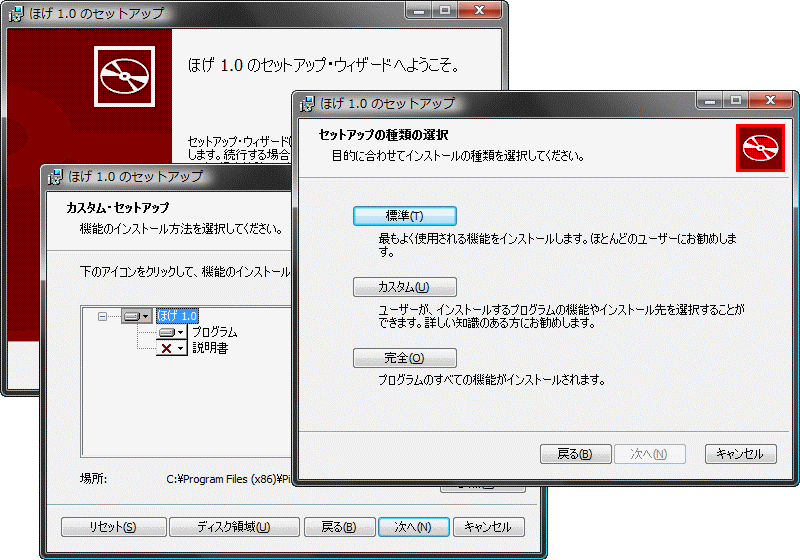 ほげ 1.0 のセットアップ
ほげ 1.0 のセットアップ・ウィザードへようこそ。
セットアップ・ウィザード
します。続行する場合
ほげ 1.0 のセットアップ
カスタム・セットアップ
機能のインストール方法を選択してください。
下のアイコンをクリックして、機能のインストール
ほげ 1.0
プログラム
説明書
場所:
C:¥Program Files (x86)¥Pi
リセット(S)
ディスク領域(U)
戻る(B)
次へ(N)
キャンセル
ほげ 1.0 のセットアップ
セットアップの種類の選択
目的に合わせてインストールの種類を選択してください。
標準(T)
最もよく使用される機能をインストールします。ほとんどのユーザーにお勧めしま
す。
カスタム(U)
ユーザーが、インストールするプログラムの機能やインストール先を選択することが
できます。詳しい知識のある方にお勧めします。
完全(O)
プログラムのすべての機能がインストールされます。
戻る(B)
次へ(N)
キャンセル